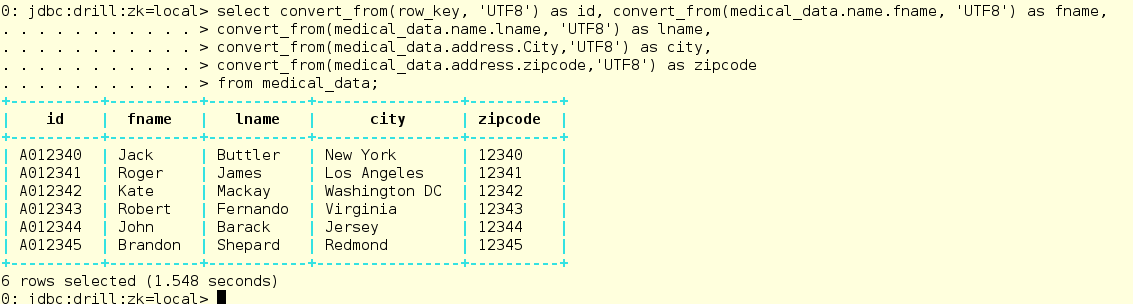 0: jdbc:drill:zk=local> select convert_from(row_key, 'UTF8') as id, convert_from(medical_data.name.fname, 'UTF8') as fname,
. . . . . . . . . . . > convert_from(medical_data.name.lname, 'UTF8') as lname,
. . . . . . . . . . . > convert_from(medical_data.address.City,'UTF8') as city,
. . . . . . . . . . . > convert_from(medical_data.address.zipcode,'UTF8') as zipcode
. . . . . . . . . . . > from medical_data;
+----------+----------+-----------+----------------+----------+
|    id    |  fname   |   lname   |      city      | zipcode  |
+----------+----------+-----------+----------------+----------+
| A012340  | Jack     | Buttler   | New York       | 12340    |
| A012341  | Roger    | James     | Los Angeles    | 12341    |
| A012342  | Kate     | Mackay    | Washington DC  | 12342    |
| A012343  | Robert   | Fernando  | Virginia       | 12343    |
| A012344  | John     | Barack    | Jersey         | 12344    |
| A012345  | Brandon  | Shepard   | Redmond        | 12345    |
+----------+----------+-----------+----------------+----------+
6 rows selected (1.548 seconds)
0: jdbc:drill:zk=local>